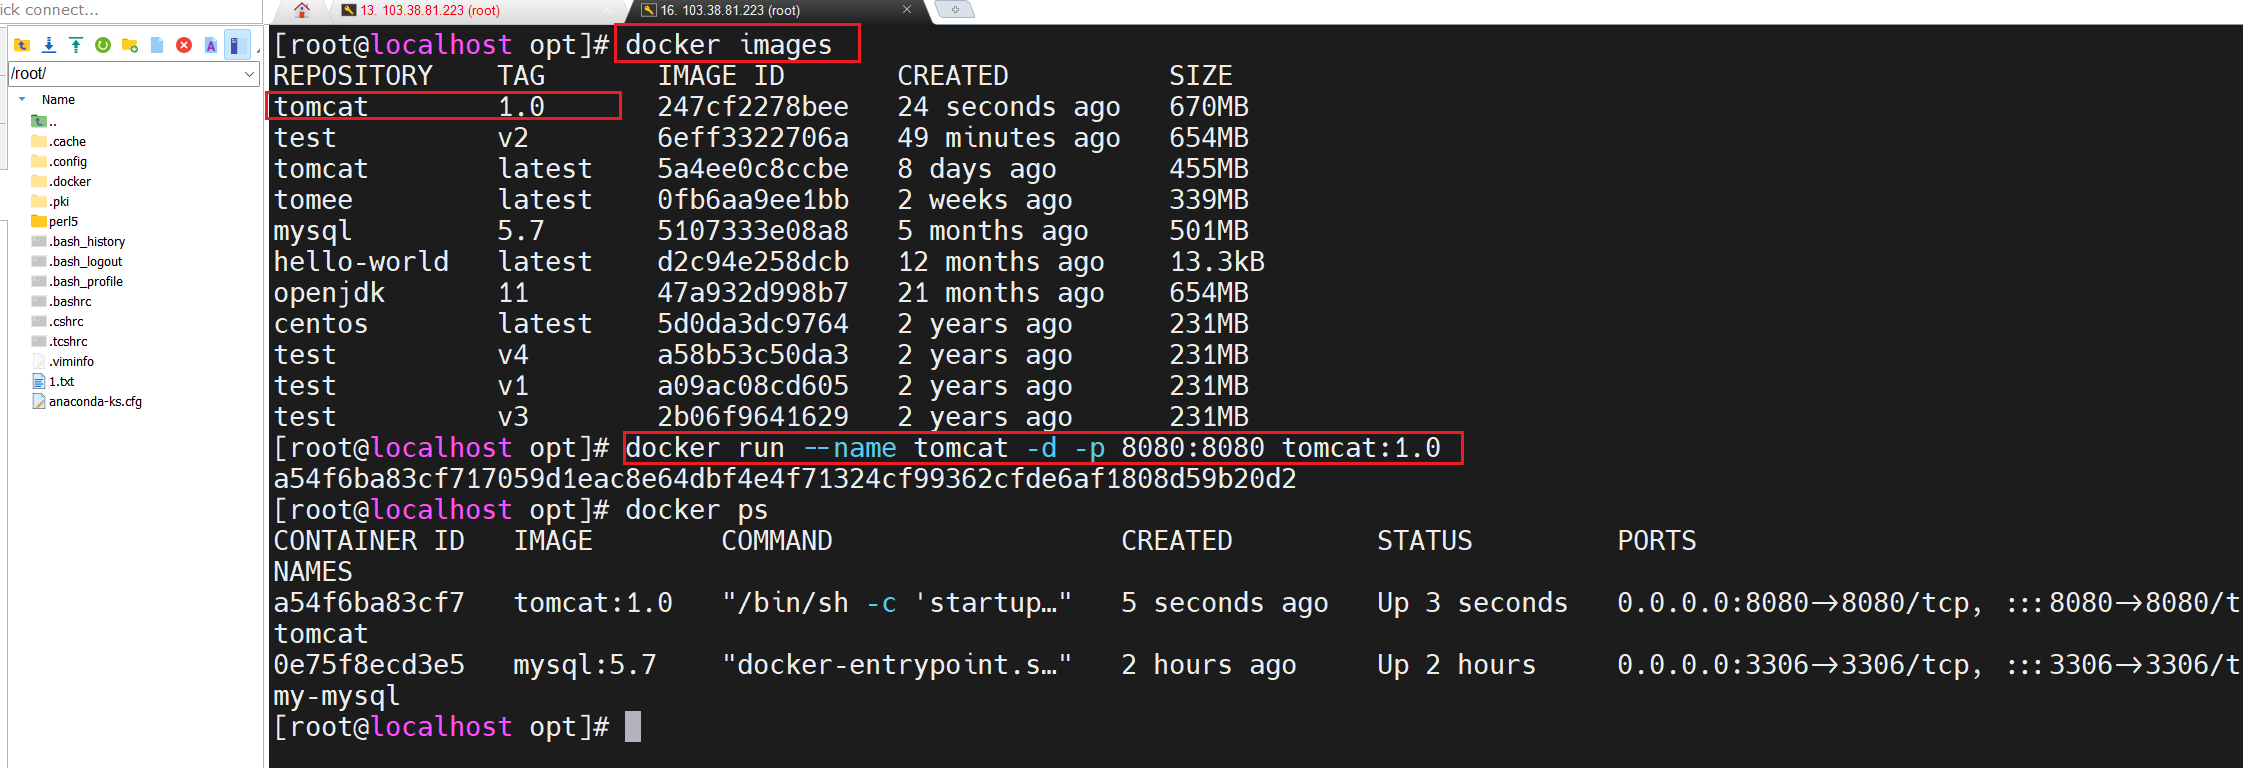 ick connect...
13. 103.38.81.223 (root)
16. 103.38.81.223 (root)
/root/
Name
..
.cache
.config
.docker
.pki
perl5
.bash_history
.bash_logout
.bash_profile
.bashrc
.cshrc
.tcshrc
.viminfo
1.txt
anaconda-ks.cfg
[root@localhost opt]# docker images
REPOSITORY TAG IMAGE ID CREATED SIZE
tomcat 1.0 247cf2278bee 24 seconds ago 670MB
test v2 6eff3322706a 49 minutes ago 654MB
tomcat latest 5a4ee0c8ccbe 8 days ago 455MB
tomee latest 0fb6aa9ee1bb 2 weeks ago 339MB
mysql 5.7 5107333e08a8 5 months ago 501MB
hello-world latest d2c94e258dcb 12 months ago 13.3kB
openjdk 11 47a932d998b7 21 months ago 654MB
centos latest 5d0da3dc9764 2 years ago 231MB
test v4 a58b53c50da3 2 years ago 231MB
test v1 a09ac08cd605 2 years ago 231MB
test v3 2b06f9641629 2 years ago 231MB
[root@localhost opt]# docker run --name tomcat -d -p 8080:8080 tomcat:1.0
a54f6ba83cf717059d1eac8e64dbf4e4f71324cf99362cfde6af1808d59b20d2
[root@localhost opt]# docker ps
CONTAINER ID IMAGE COMMAND CREATED STATUS PORTS
NAMES
a54f6ba83cf7 tomcat:1.0 "/bin/sh -c 'startup…" 5 seconds ago Up 3 seconds 0.0.0.0:8080->8080/tcp, :::8080->8080/t
tomcat
0e75f8ecd3e5 mysql:5.7 "docker-entrypoint.s…" 2 hours ago Up 2 hours 0.0.0.0:3306->3306/tcp, :::3306->3306/t
my-mysql
[root@localhost opt]#